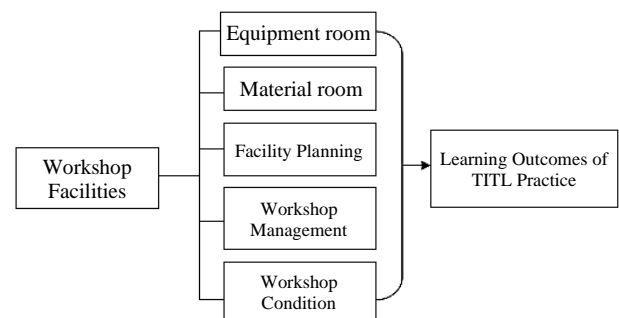 Workshop
Facilities
Equipment room
Material room
Facility Planning
Workshop
Management
Workshop
Condition
Learning Outcomes of
TITL Practice